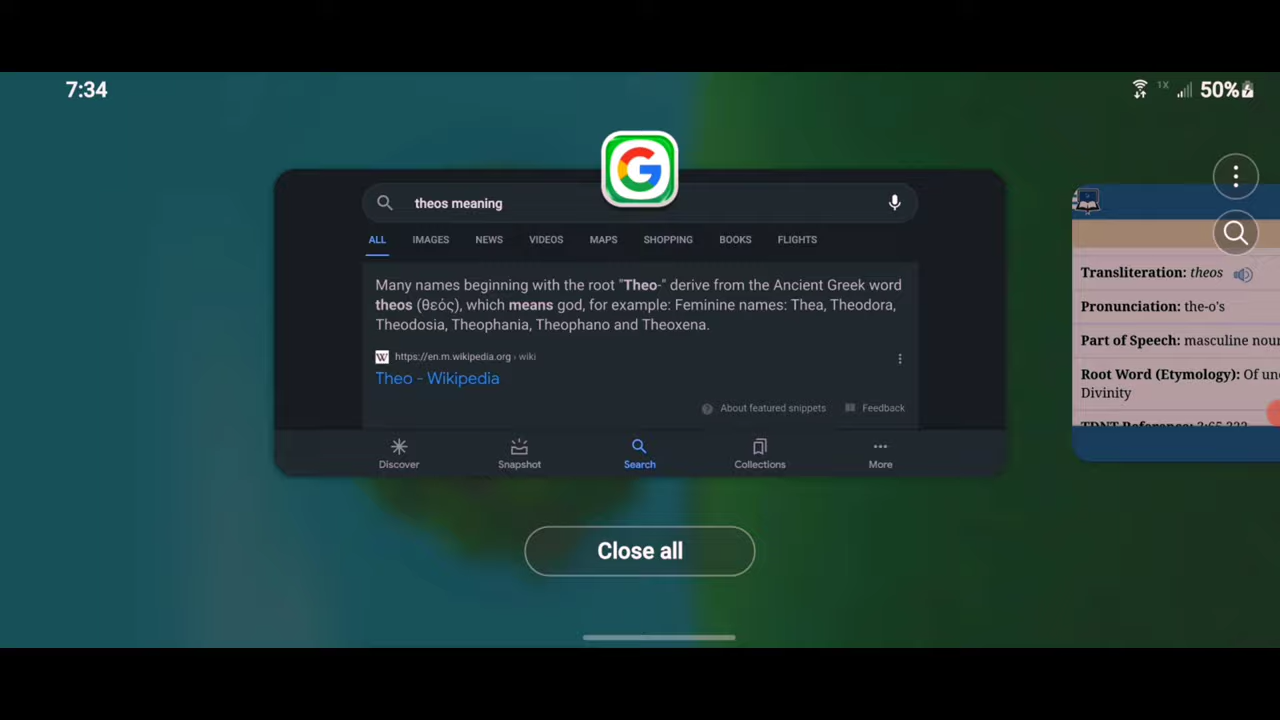 7:34
1X
50%
theos meaning
ALL IMAGES NEWS VIDEOS MAPS SHOPPING BOOKS FLIGHTS
Many names beginning with the root "Theo-" derive from the Ancient Greek word
theos (θεός), which means god, for example: Feminine names: Thea, Theodora,
Theodosia, Theophania, Theophano and Theoxena.
W https://en.m.wikipedia.org › wiki
Theo - Wikipedia
About featured snippets Feedback
Discover Snapshot Search Collections More
Transliteration: theos
Pronunciation: the-o's
Part of Speech: masculine noun
Root Word (Etymology): Of un
Divinity
Close all